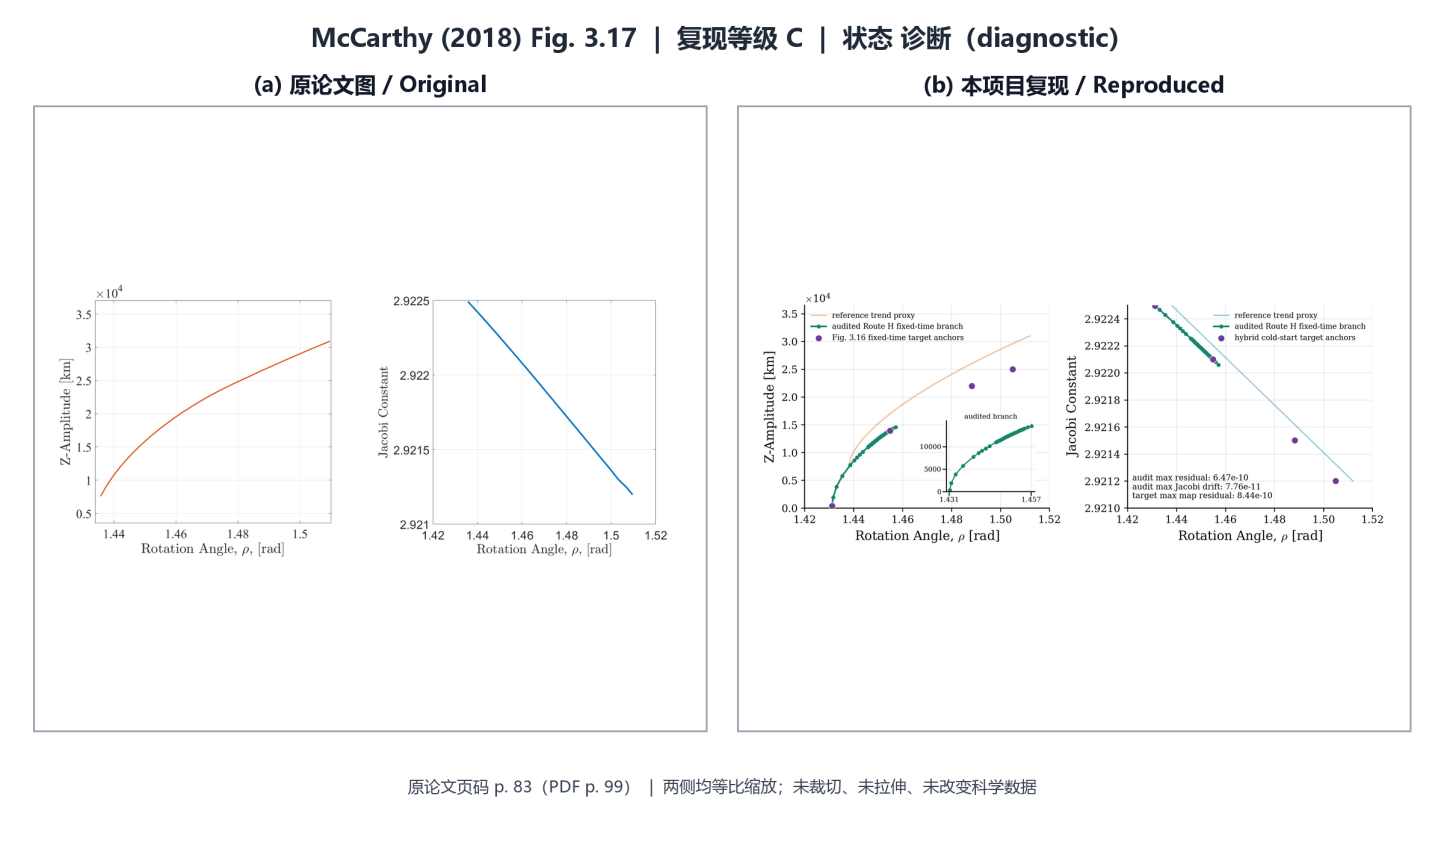 McCarthy (2018) Fig. 3.17 | 复现等级 C | 状态 诊断 (diagnostic)
(a) 原论文图 / Original
(b) 本项目复现 / Reproduced
×10⁴
3.5
3
2.5
2
1.5
1
0.5
1.44
1.46
1.48
1.5
Z-Amplitude [km]
Rotation Angle, ρ, [rad]
2.9225
2.922
2.9215
2.921
1.42
1.44
1.46
1.48
1.5
1.52
Jacobi Constant
Rotation Angle, ρ, [rad]
×10⁴
3.5
3.0
2.5
2.0
1.5
1.0
0.5
0.0
1.42
1.44
1.46
1.48
1.50
1.52
Z-Amplitude [km]
Rotation Angle, ρ [rad]
reference trend proxy
audited Route H fixed-time branch
Fig. 3.16 fixed-time target anchors
audited branch
10000
5000
0
1.431
1.457
2.9224
2.9222
2.9220
2.9218
2.9216
2.9214
2.9212
2.9210
1.42
1.44
1.46
1.48
1.50
1.52
Jacobi Constant
Rotation Angle, ρ [rad]
reference trend proxy
audited Route H fixed-time branch
hybrid cold-start target anchors
audit max residual: 6.47e-10
audit max Jacobi drift: 7.76e-11
target max map residual: 8.44e-10
原论文页码 p. 83（PDF p. 99） | 两侧均等比缩放；未裁切、未拉伸、未改变科学数据